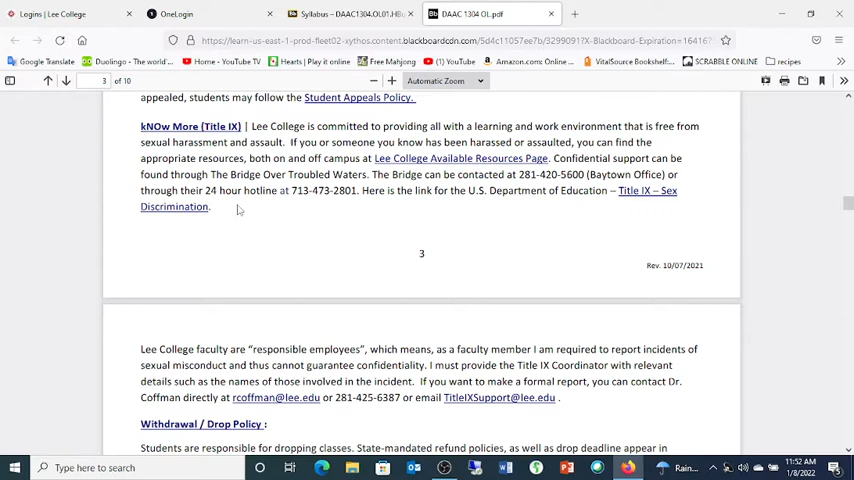 Logins | Lee College
OneLogin
Syllabus – DAAC1304.OL01.HBu
DAAC 1304 OL.pdf
https://learn-us-east-1-prod-fleet02-xythos.content.blackboardcdn.com/5d4c11057ee7b/3299091?X-Blackboard-Expiration=16416
Google Translate
Duolingo - The world ...
Home - YouTube TV
Hearts | Play it online
Free Mahjong
(1) YouTube
Amazon.com: Online ...
VitalSource Bookshelf:...
SCRABBLE ONLINE
recipes
3 of 10
Automatic Zoom
appealed, students may follow the Student Appeals Policy.
kNOw More (Title IX) | Lee College is committed to providing all with a learning and work environment that is free from
sexual harassment and assault. If you or someone you know has been harassed or assaulted, you can find the
appropriate resources, both on and off campus at Lee College Available Resources Page. Confidential support can be
found through The Bridge Over Troubled Waters. The Bridge can be contacted at 281-420-5600 (Baytown Office) or
through their 24 hour hotline at 713-473-2801. Here is the link for the U.S. Department of Education – Title IX – Sex
Discrimination.
3
Rev. 10/07/2021
Lee College faculty are “responsible employees”, which means, as a faculty member I am required to report incidents of
sexual misconduct and thus cannot guarantee confidentiality. I must provide the Title IX Coordinator with relevant
details such as the names of those involved in the incident. If you want to make a formal report, you can contact Dr.
Coffman directly at rcoffman@lee.edu or 281-425-6387 or email TitleIXSupport@lee.edu .
Withdrawal / Drop Policy :
Students are responsible for dropping classes. State-mandated refund policies, as well as drop deadline appear in
Type here to search
Rain...
11:52 AM
1/8/2022